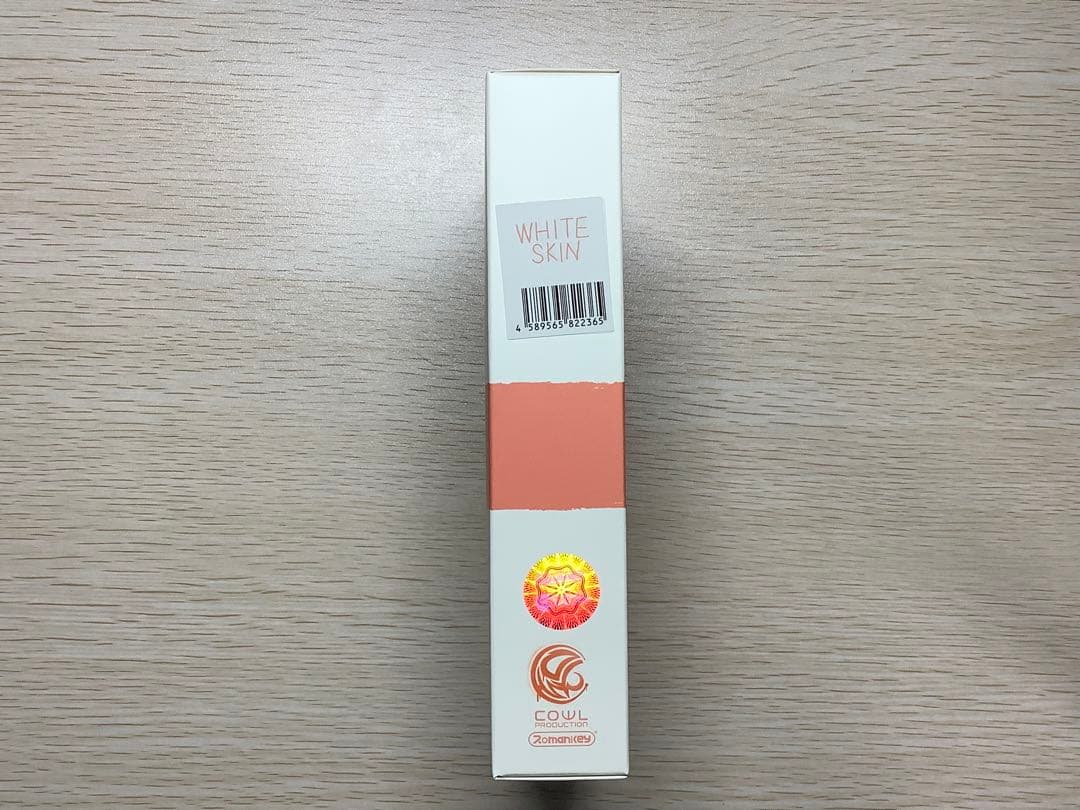 WHITE
SKIN
4 589565 822365
COWL
PRODUCTION
Romankey